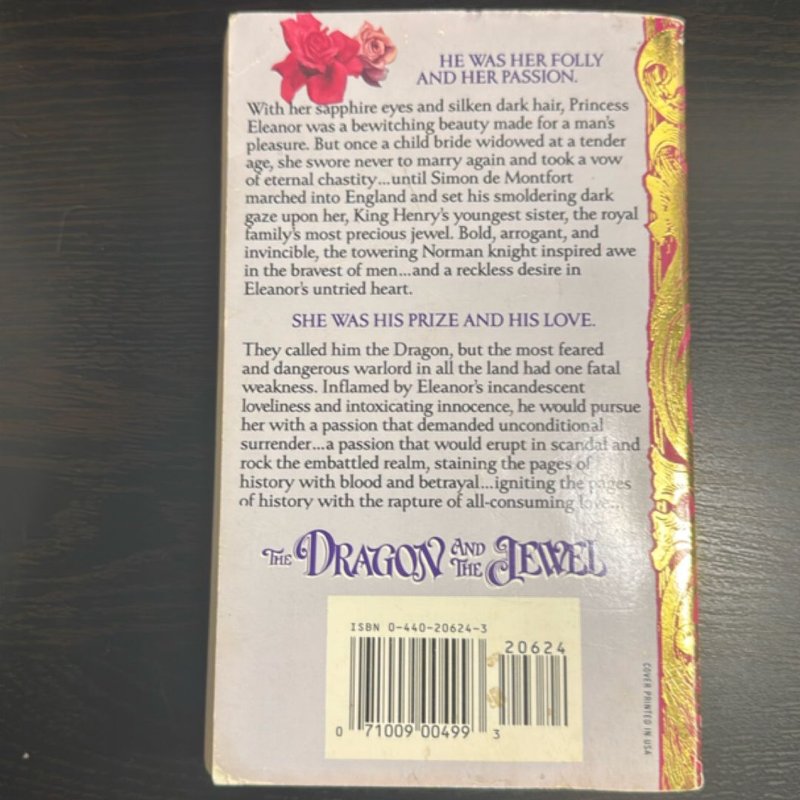 HE WAS HER FOLLY
AND HER PASSION.
With her sapphire eyes and silken dark hair, Princess
Eleanor was a bewitching beauty made for a man's
pleasure. But once a child bride widowed at a tender
age, she swore never to marry again and took a vow
of eternal chastity...until Simon de Montfort
marched into England and set his smoldering dark
gaze upon her, King Henry's youngest sister, the royal
family's most precious jewel. Bold, arrogant, and
invincible, the towering Norman knight inspired awe
in the bravest of men...and a reckless desire in
Eleanor's untried heart.
SHE WAS HIS PRIZE AND HIS LOVE.
They called him the Dragon, but the most feared
and dangerous warlord in all the land had one fatal
weakness. Inflamed by Eleanor's incandescent
loveliness and intoxicating innocence, he would pursue
her with a passion that demanded unconditional
surrender...a passion that would erupt in scandal and
rock the embattled realm, staining the pages of
history with blood and betrayal...igniting the pages
of history with the rapture of all-consuming love...
THE DRAGON AND THE JEWEL
ISBN 0-440-20624-3
20624
0 71009 00499 3
COVER PRINTED IN USA